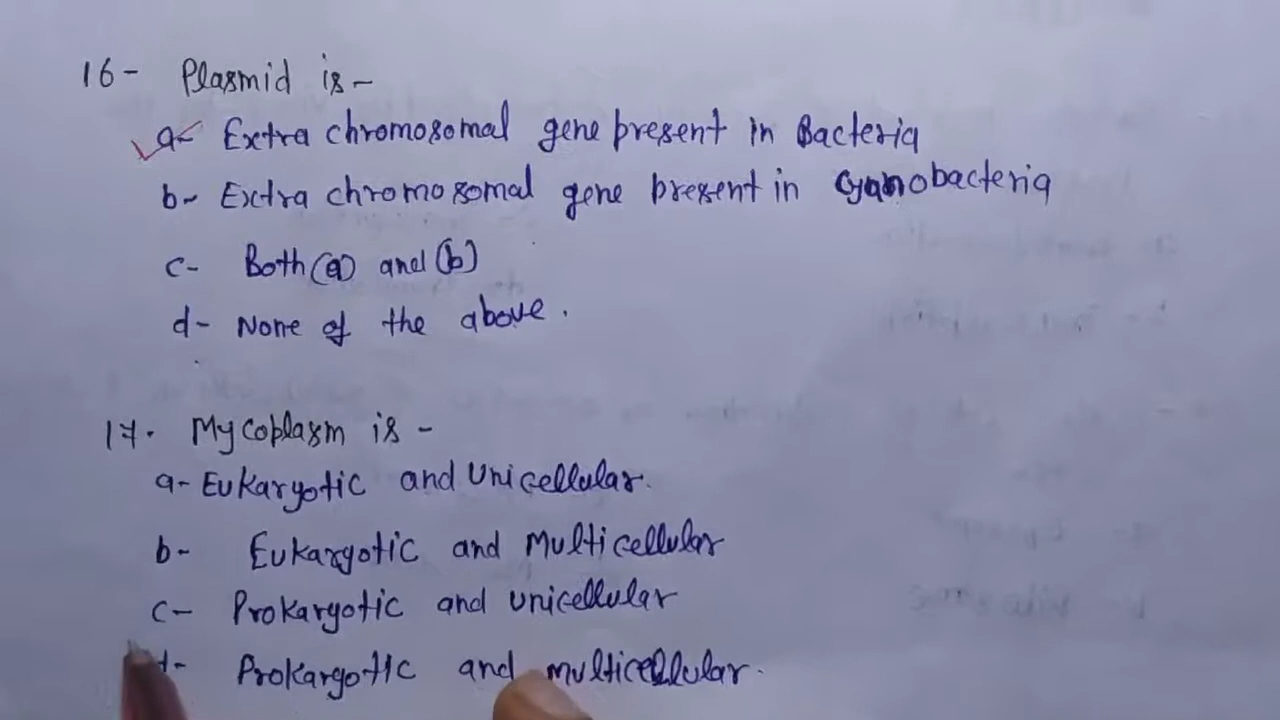 16- Plasmid is-
a- Extra chromosomal gene present in Bacteria
b- Extra chromosomal gene present in Cyanobacteria
c- Both (a) and (b)
d- None of the above.
17. Mycoplasm is -
a- Eukaryotic and Unicellular.
b- Eukaryotic and Multicellular
c- Prokaryotic and unicellular
d- Prokaryotic and multicellular.